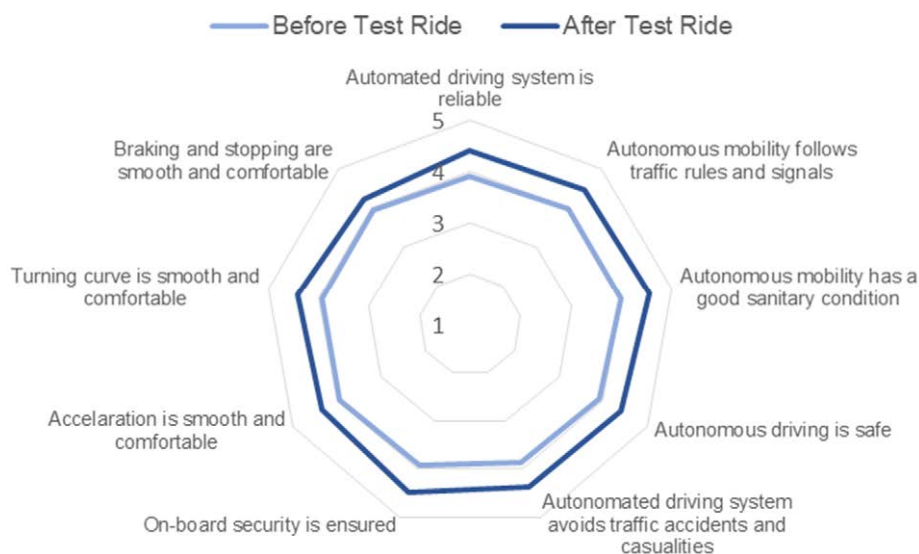 Before Test Ride After Test Ride
Automated driving system is
reliable
Autonomous mobility follows
traffic rules and signals
Autonomous mobility has a
good sanitary condition
Autonomous driving is safe
Autonomated driving system
avoids traffic accidents and
casualities
On-board security is ensured
Accelaration is smooth and
comfortable
Turning curve is smooth and
comfortable
Braking and stopping are
smooth and comfortable
5
4
3
2
1